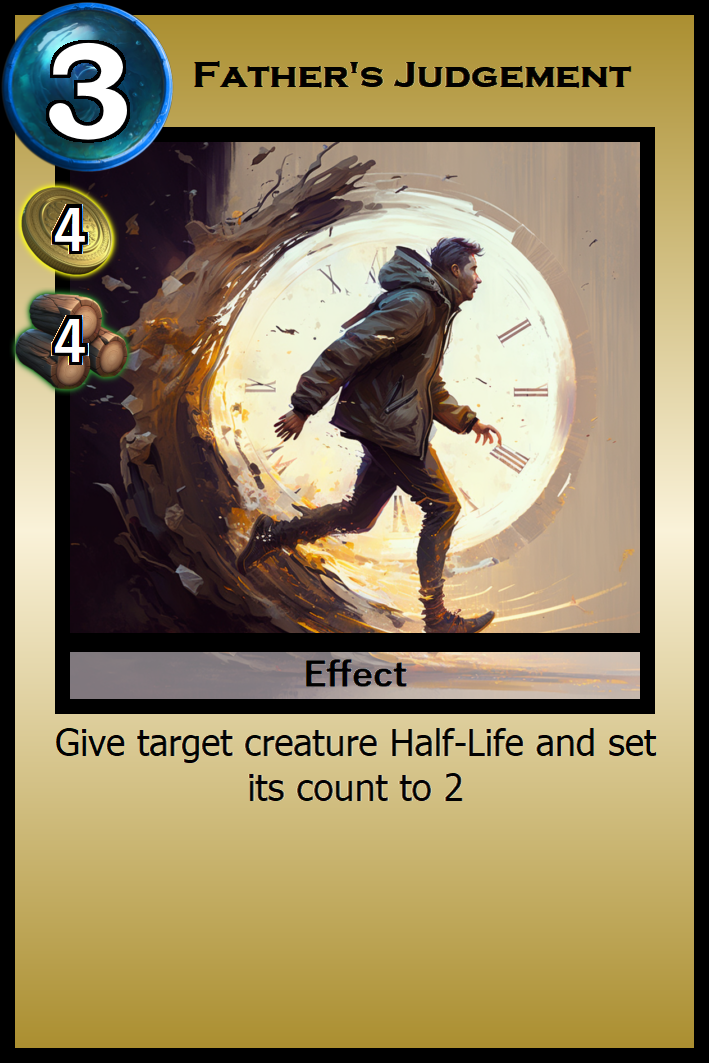 3
Father's Judgement
4
4
Effect
Give target creature Half-Life and set
its count to 2